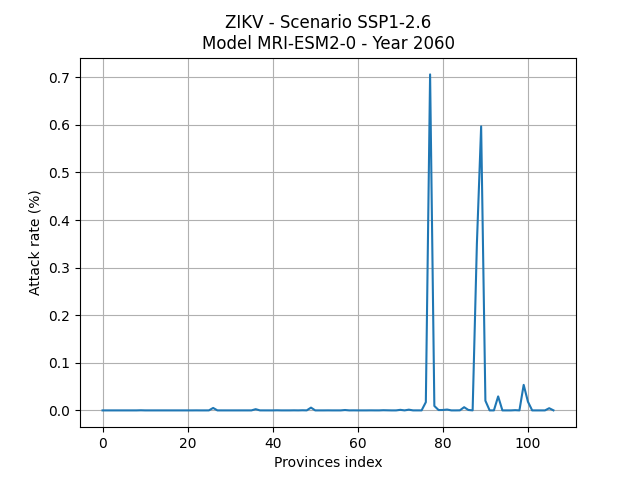 ZIKV - Scenario SSP1-2.6
Model MRI-ESM2-0 - Year 2060
0.7
0.6
0.5
0.4
0.3
0.2
0.1
0.0
Attack rate (%)
0 20 40 60 80 100
Provinces index